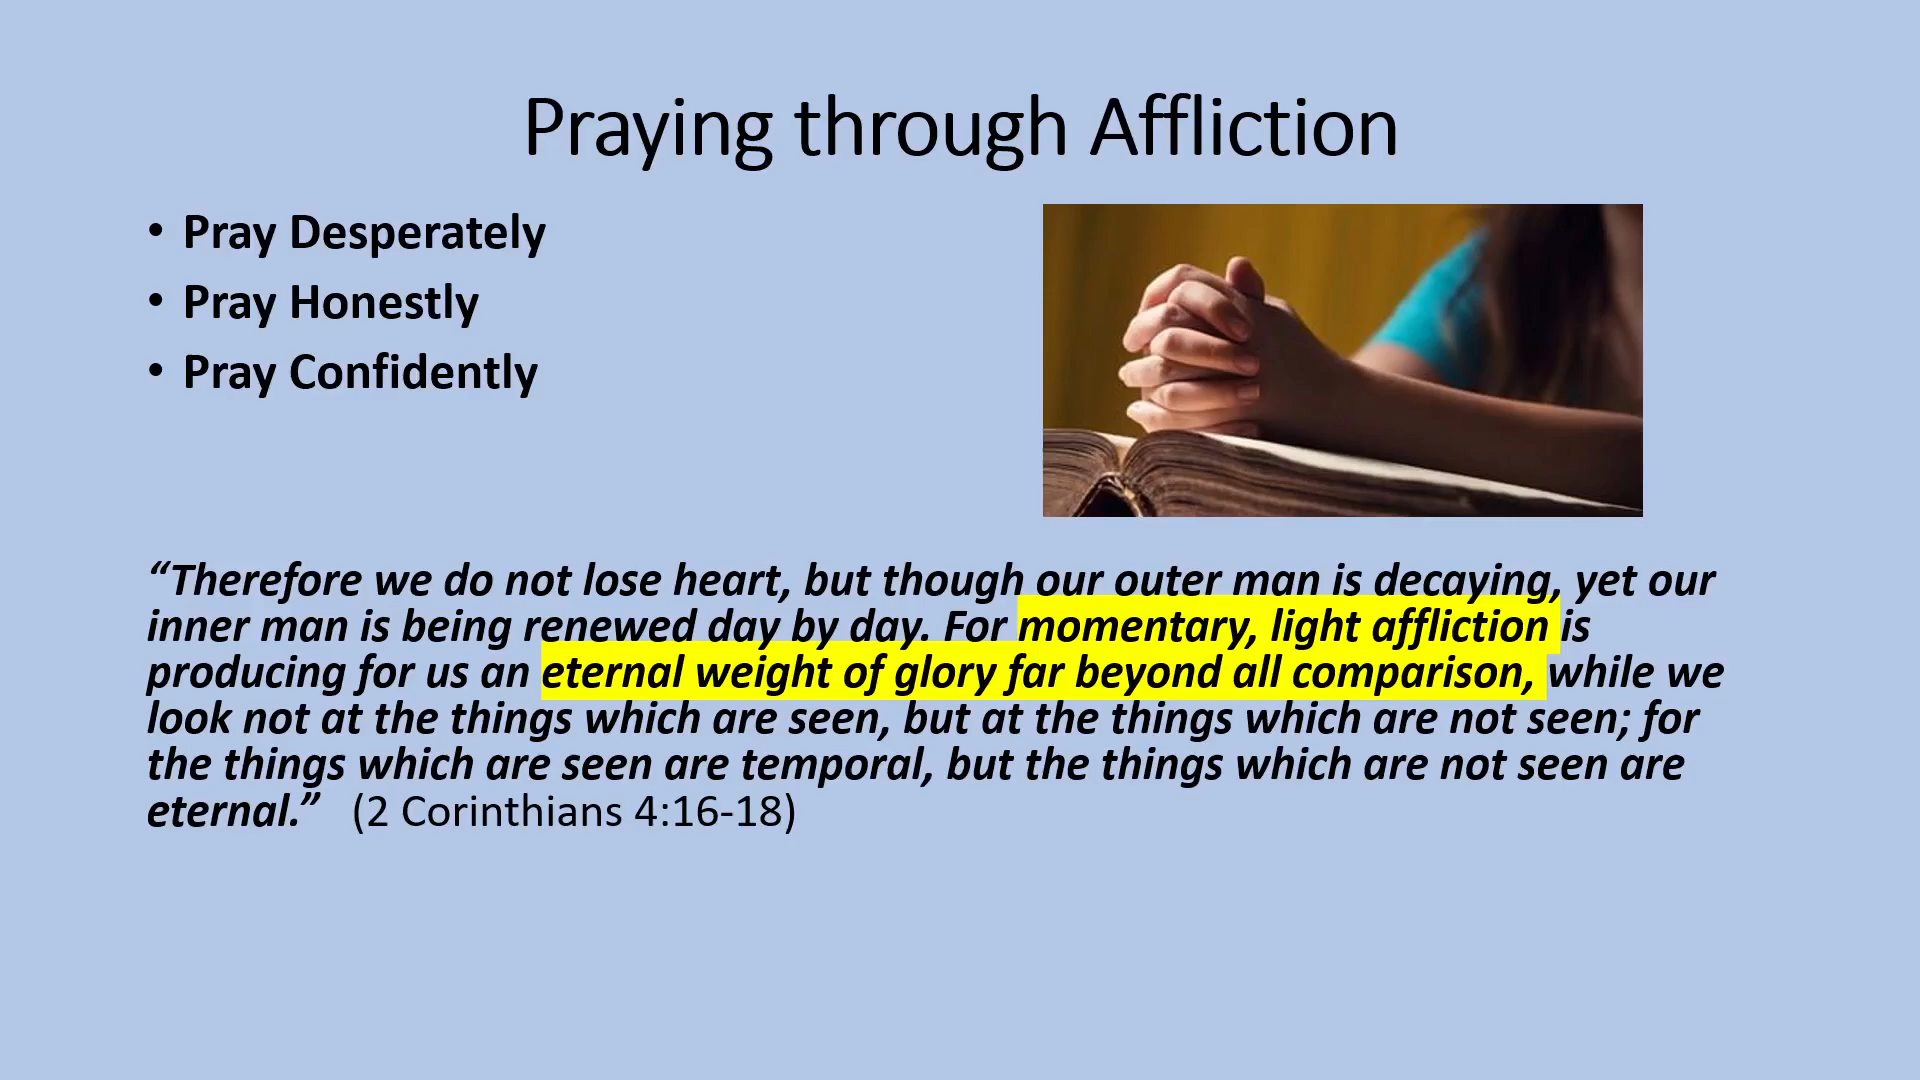 Praying through Affliction
• Pray Desperately
• Pray Honestly
• Pray Confidently
“Therefore we do not lose heart, but though our outer man is decaying, yet our
inner man is being renewed day by day. For momentary, light affliction is
producing for us an eternal weight of glory far beyond all comparison, while we
look not at the things which are seen, but at the things which are not seen; for
the things which are seen are temporal, but the things which are not seen are
eternal.” (2 Corinthians 4:16-18)